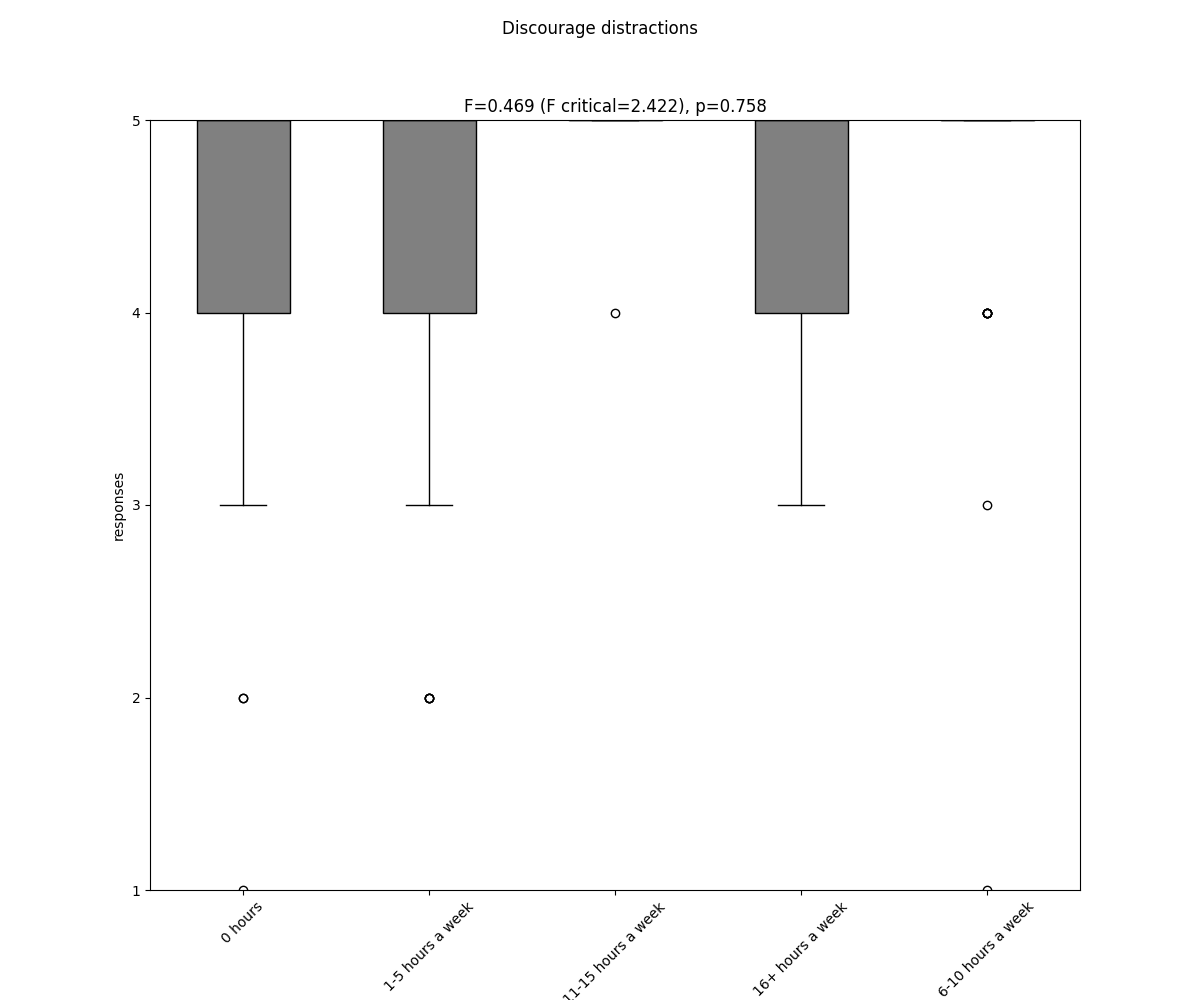 Discourage distractions
F=0.469 (F critical=2.422), p=0.758
5
4
3
2
1
responses
0 hours
1-5 hours a week
11-15 hours a week
16+ hours a week
6-10 hours a week